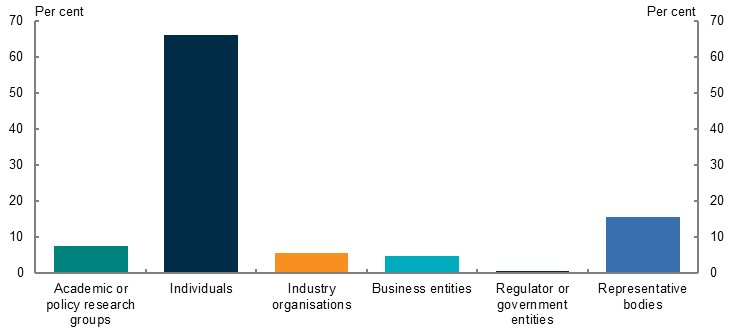 Per cent Per cent
70 70
60 60
50 50
40 40
30 30
20 20
10 10
0 0
Academic or policy research groups
Individuals
Industry organisations
Business entities
Regulator or government entities
Representative bodies